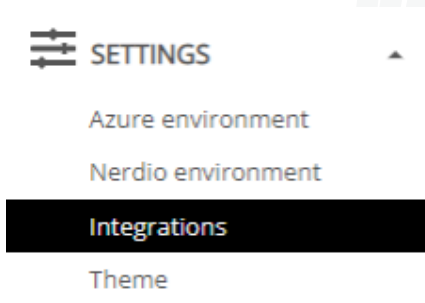 SETTINGS
Azure environment
Nerdio environment
Integrations
Theme